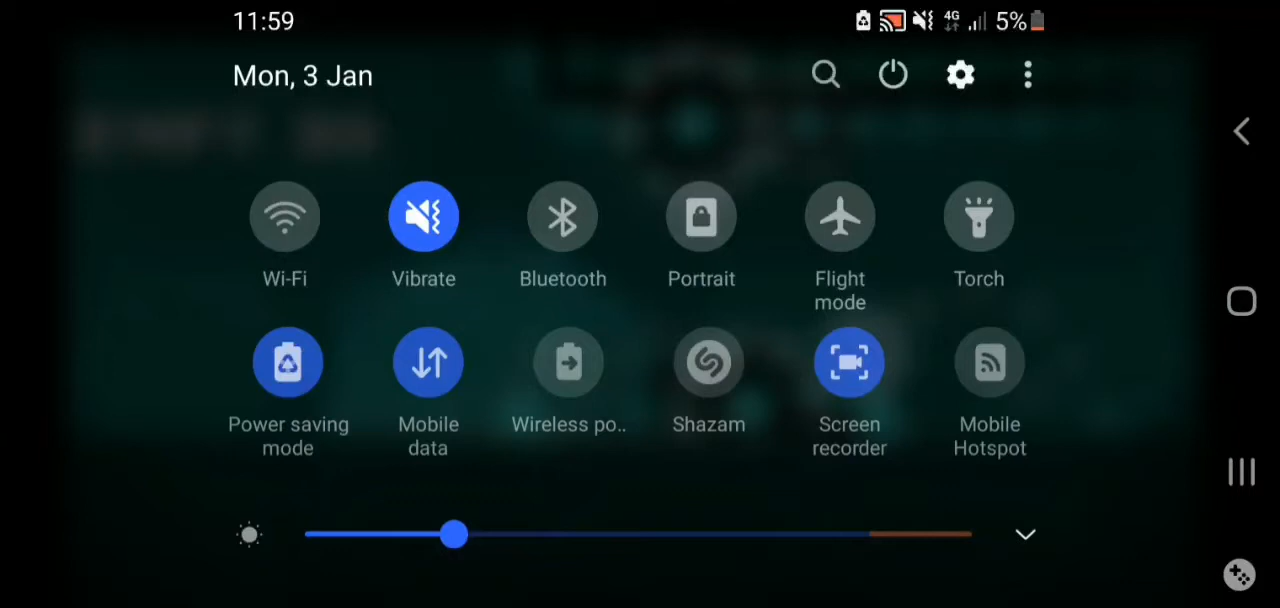 11:59
4G 5%
Mon, 3 Jan
Wi-Fi
Vibrate
Bluetooth
Portrait
Flight
mode
Torch
Power saving
mode
Mobile
data
Wireless po..
Shazam
Screen
recorder
Mobile
Hotspot